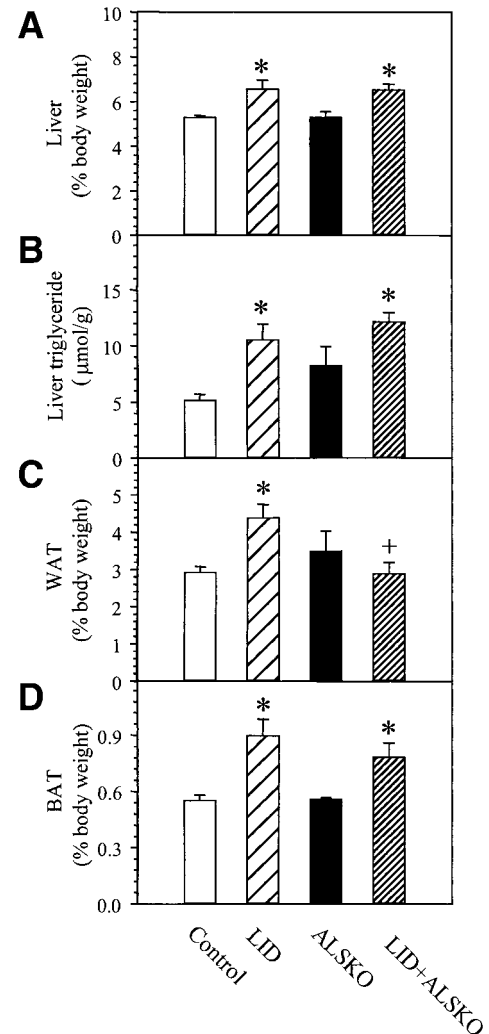 A
10
8
6
4
2
0
Liver
(% body weight)
*
*
B
15
10
5
0
Liver triglyceride
( μmol/g)
*
*
C
5
4
3
2
1
0
WAT
(% body weight)
*
+
D
0.9
0.6
0.3
0.0
BAT
(% body weight)
*
*
Control
LID
ALSKO
LID+ALSKO